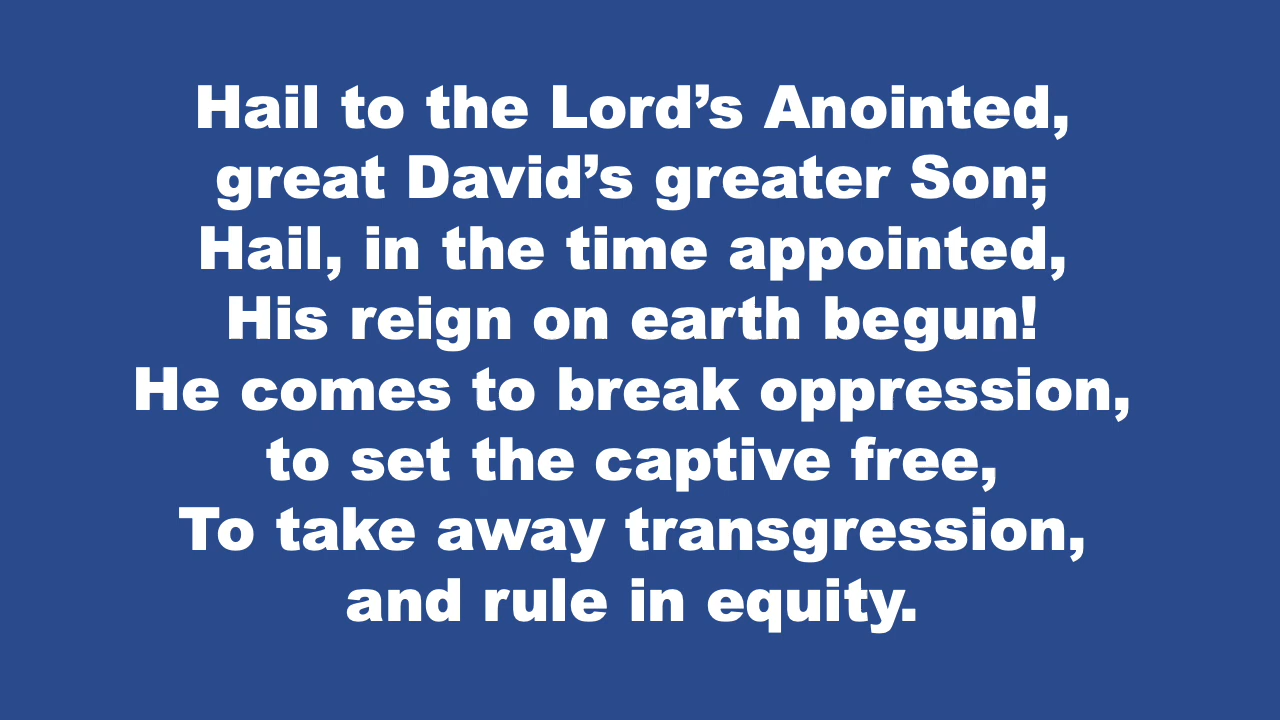 Hail to the Lord’s Anointed,
great David’s greater Son;
Hail, in the time appointed,
His reign on earth begun!
He comes to break oppression,
to set the captive free,
To take away transgression,
and rule in equity.